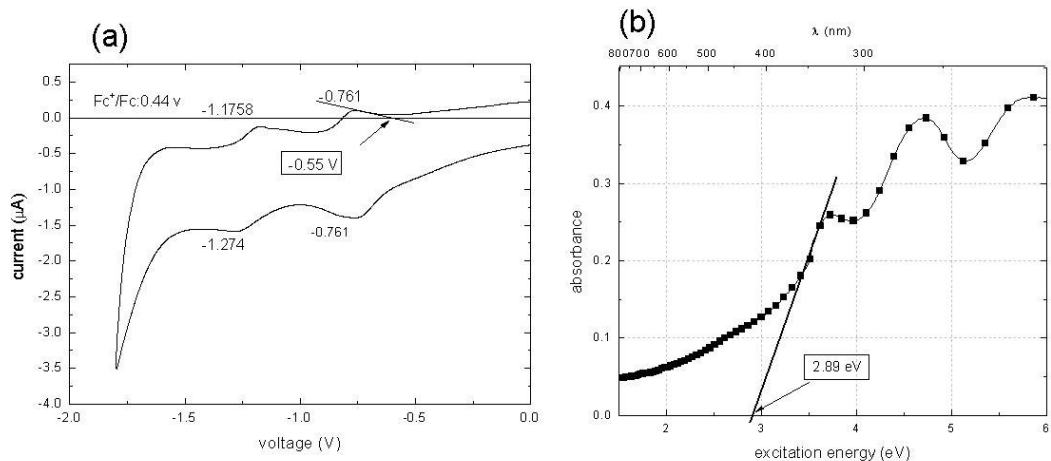 (a)
Fc+/Fc:0.44 v
-1.1758
-0.761
-0.55 V
-1.274
-0.761
0.5
0.0
-0.5
-1.0
-1.5
-2.0
-2.5
-3.0
-3.5
-4.0
current (μA)
-2.0 -1.5 -1.0 -0.5 0.0
voltage (V)
(b)
λ (nm)
800 700 600 500 400 300
0.4
0.3
0.2
0.1
0.0
absorbance
2.89 eV
2 3 4 5 6
excitation energy (eV)